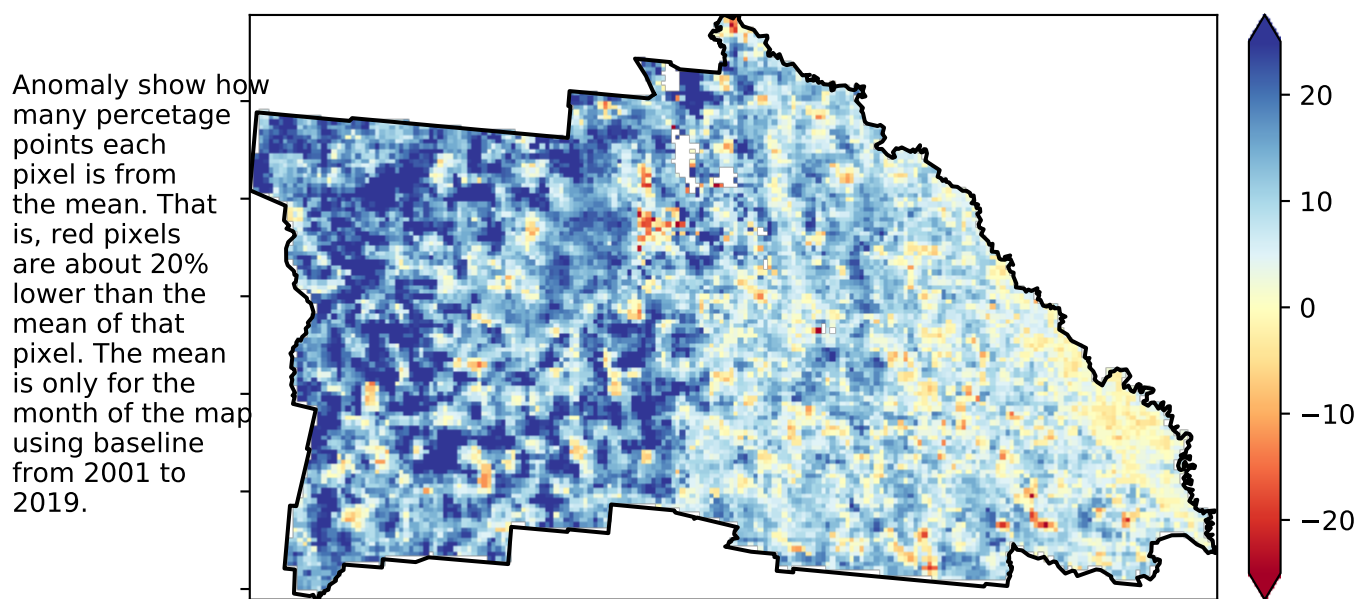 Anomaly show how
many percetage
points each
pixel is from
the mean. That
is, red pixels
are about 20%
lower than the
mean of that
pixel. The mean
is only for the
month of the map
using baseline
from 2001 to
2019.
20
10
0
−10
−20